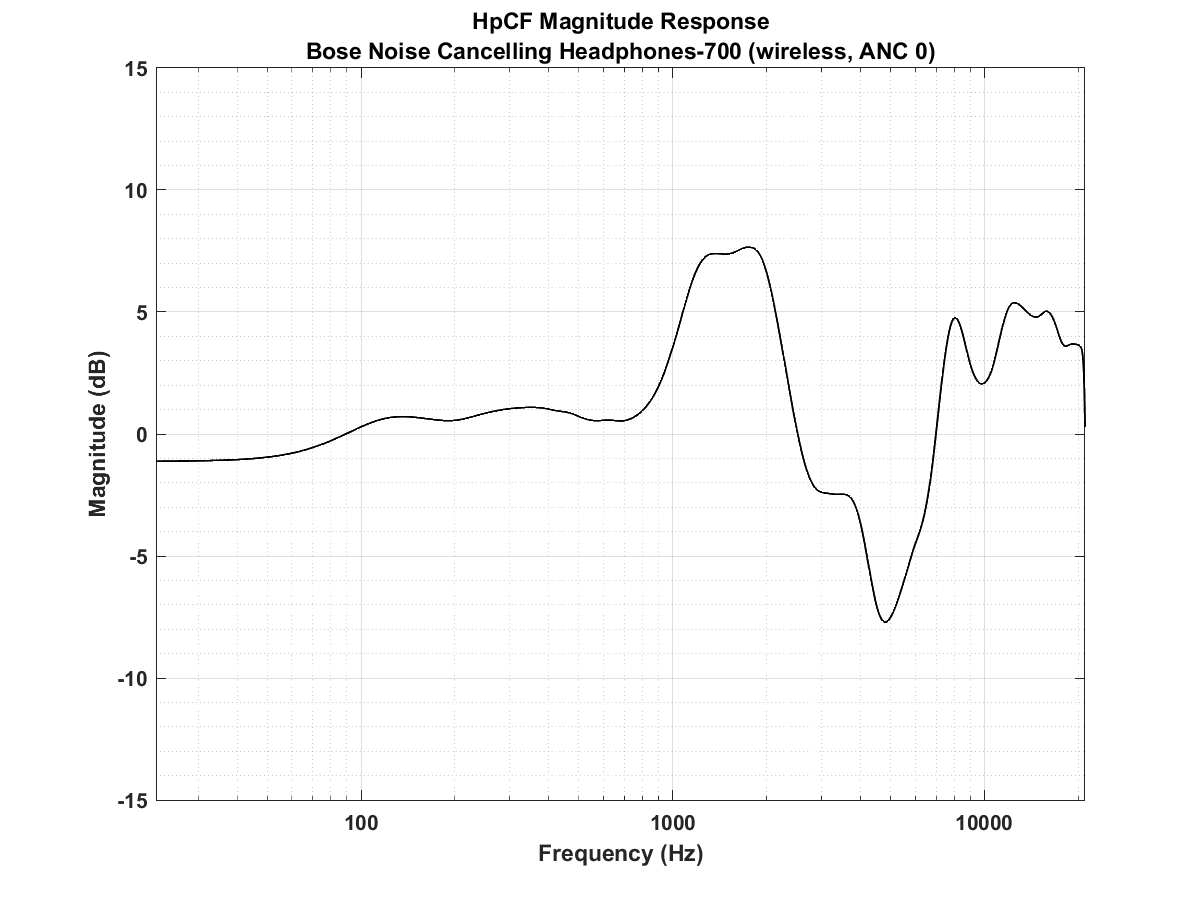 HpCF Magnitude Response
Bose Noise Cancelling Headphones-700 (wireless, ANC 0)
15
10
5
0
-5
-10
-15
Magnitude (dB)
100
1000
10000
Frequency (Hz)